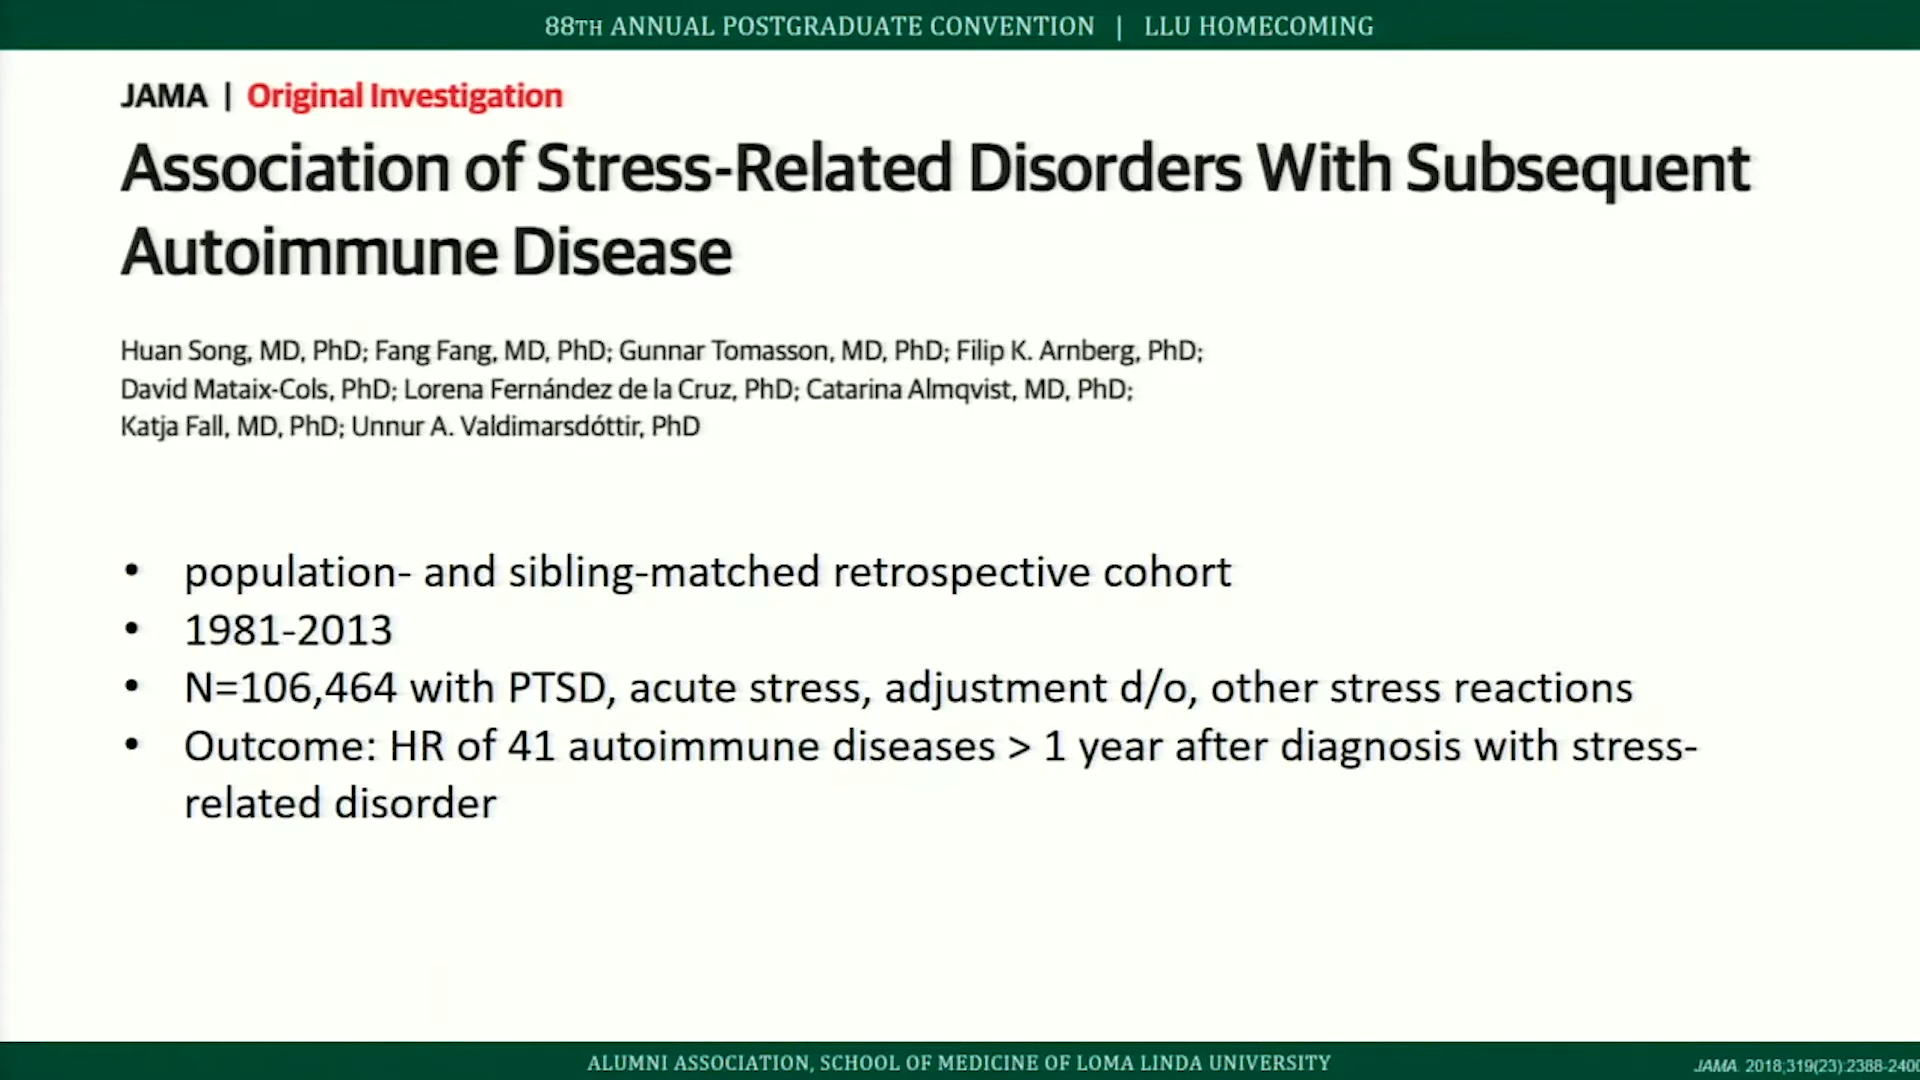 88TH ANNUAL POSTGRADUATE CONVENTION | LLU HOMECOMING
JAMA | Original Investigation
Association of Stress-Related Disorders With Subsequent
Autoimmune Disease
Huan Song, MD, PhD; Fang Fang, MD, PhD; Gunnar Tomasson, MD, PhD; Filip K. Arnberg, PhD;
David Mataix-Cols, PhD; Lorena Fernández de la Cruz, PhD; Catarina Almqvist, MD, PhD;
Katja Fall, MD, PhD; Unnur A. Valdimarsdóttir, PhD
• population- and sibling-matched retrospective cohort
• 1981-2013
• N=106,464 with PTSD, acute stress, adjustment d/o, other stress reactions
• Outcome: HR of 41 autoimmune diseases > 1 year after diagnosis with stress-
related disorder
ALUMNI ASSOCIATION, SCHOOL OF MEDICINE OF LOMA LINDA UNIVERSITY
JAMA. 2018;319(23):2388-2400